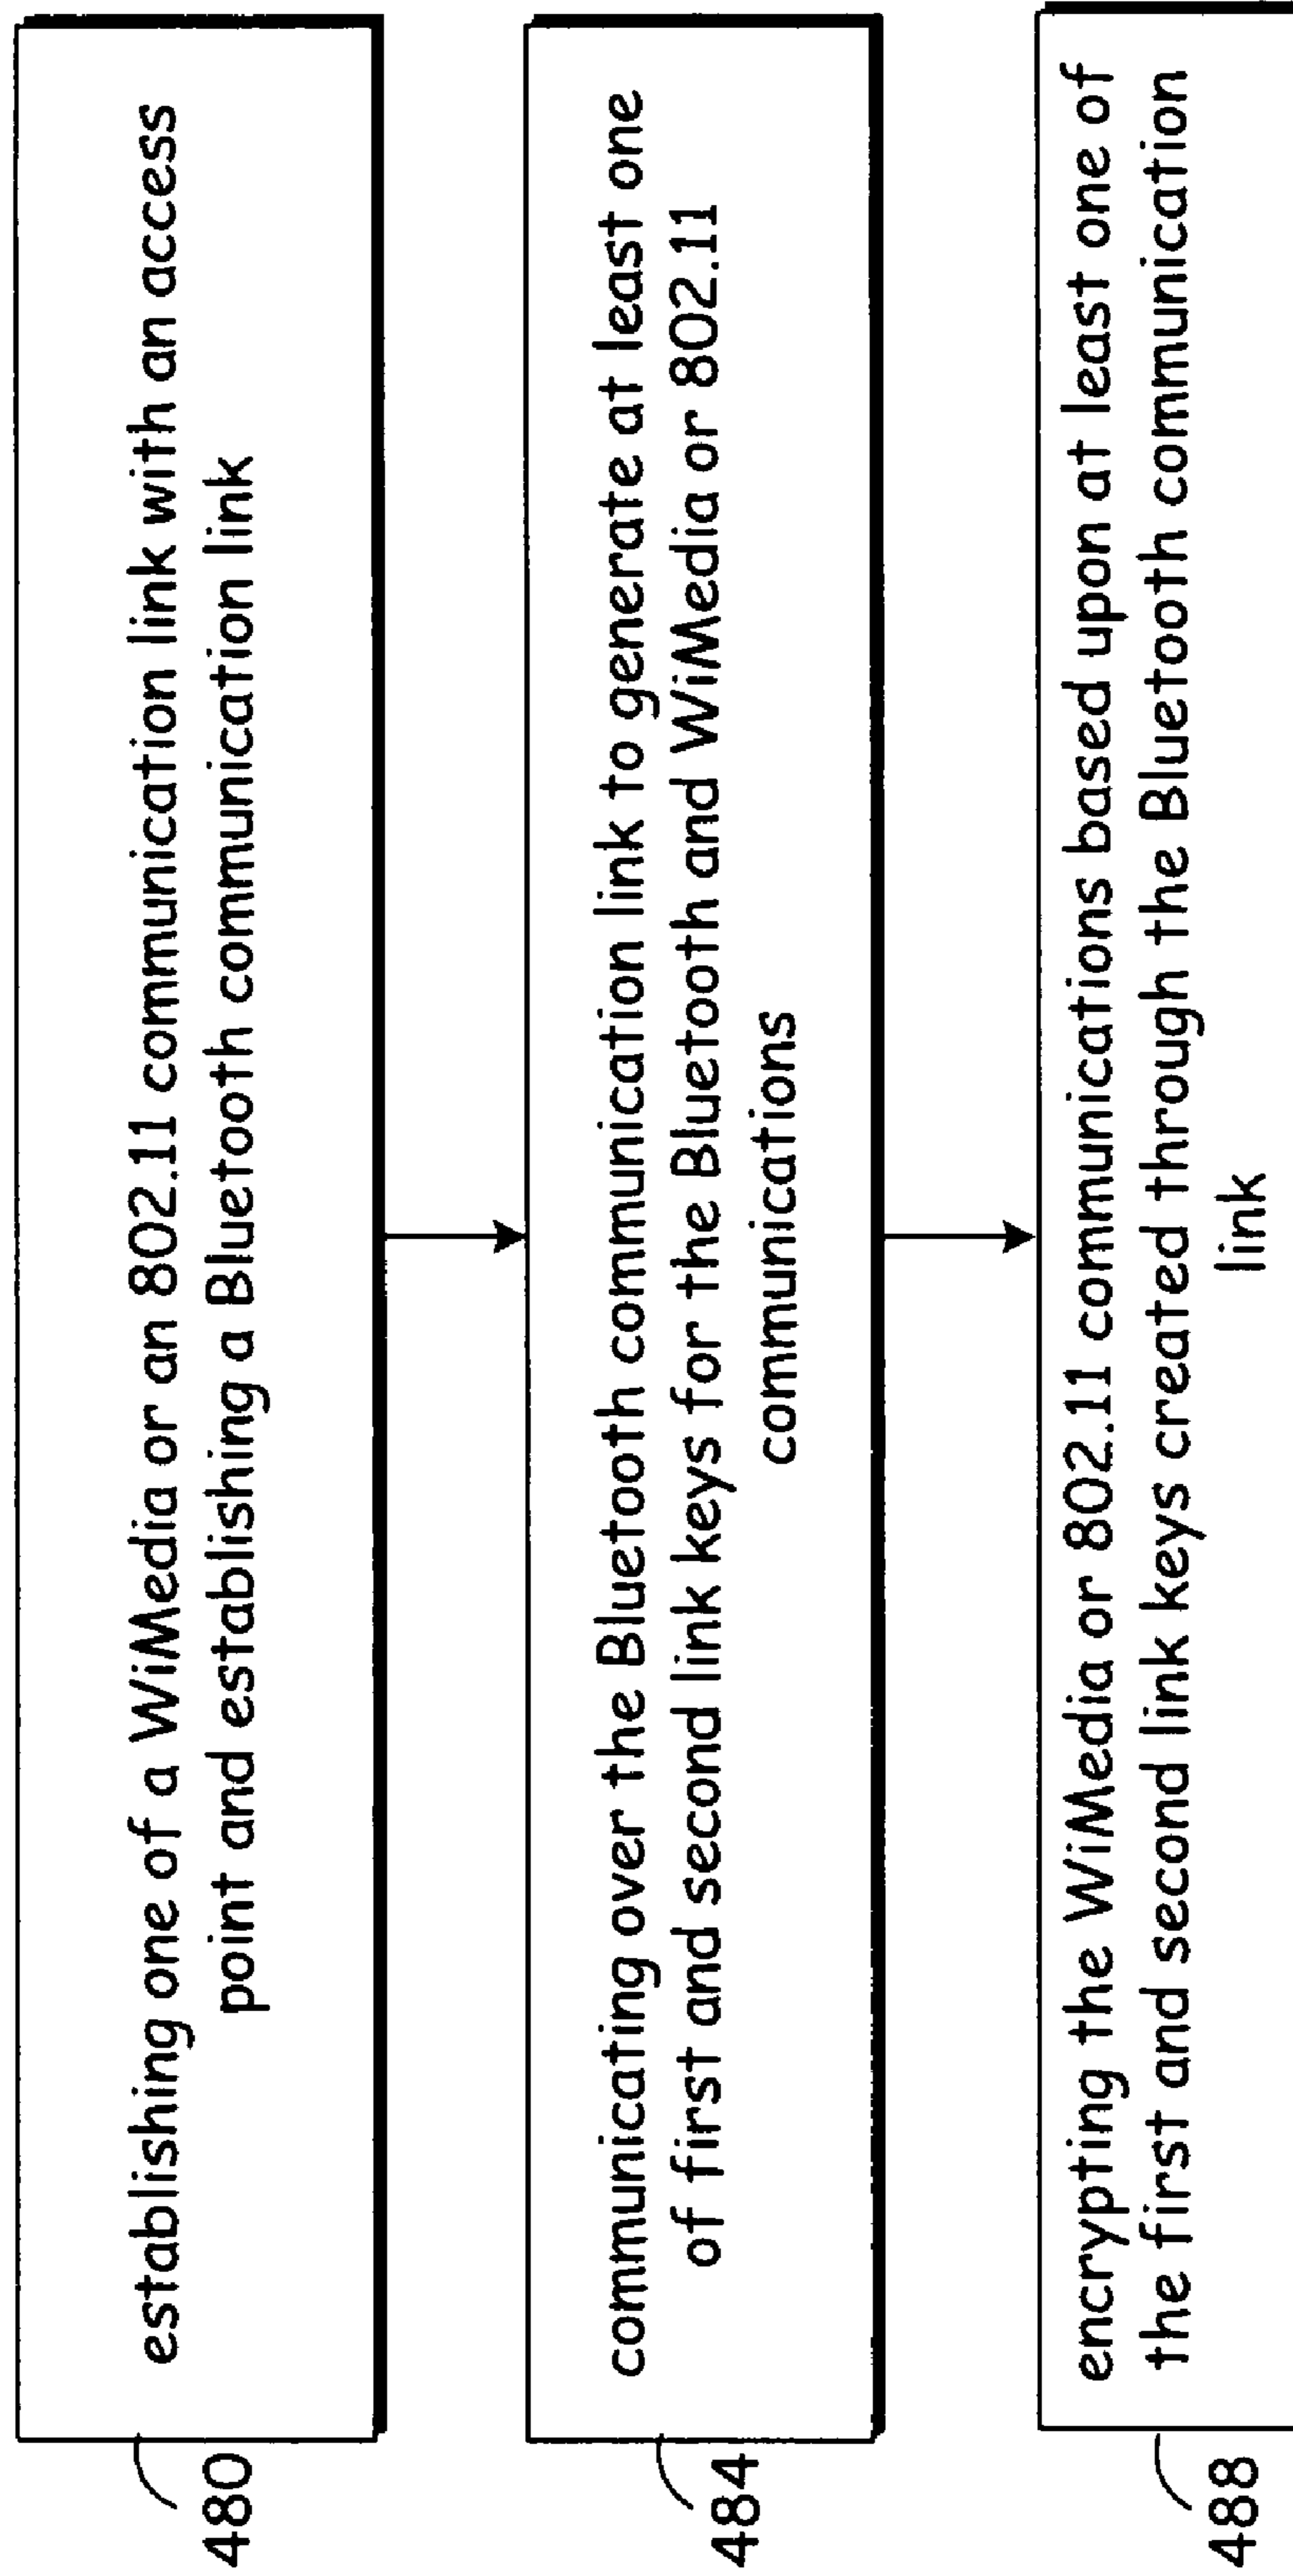 establishing one of a WiMedia or an 802.11 communication link with an access
point and establishing a Bluetooth communication link
480
communicating over the Bluetooth communication link to generate at least one
of first and second link keys for the Bluetooth and WiMedia or 802.11
communications
484
encrypting the WiMedia or 802.11 communications based upon at least one of
the first and second link keys created through the Bluetooth communication
link
488